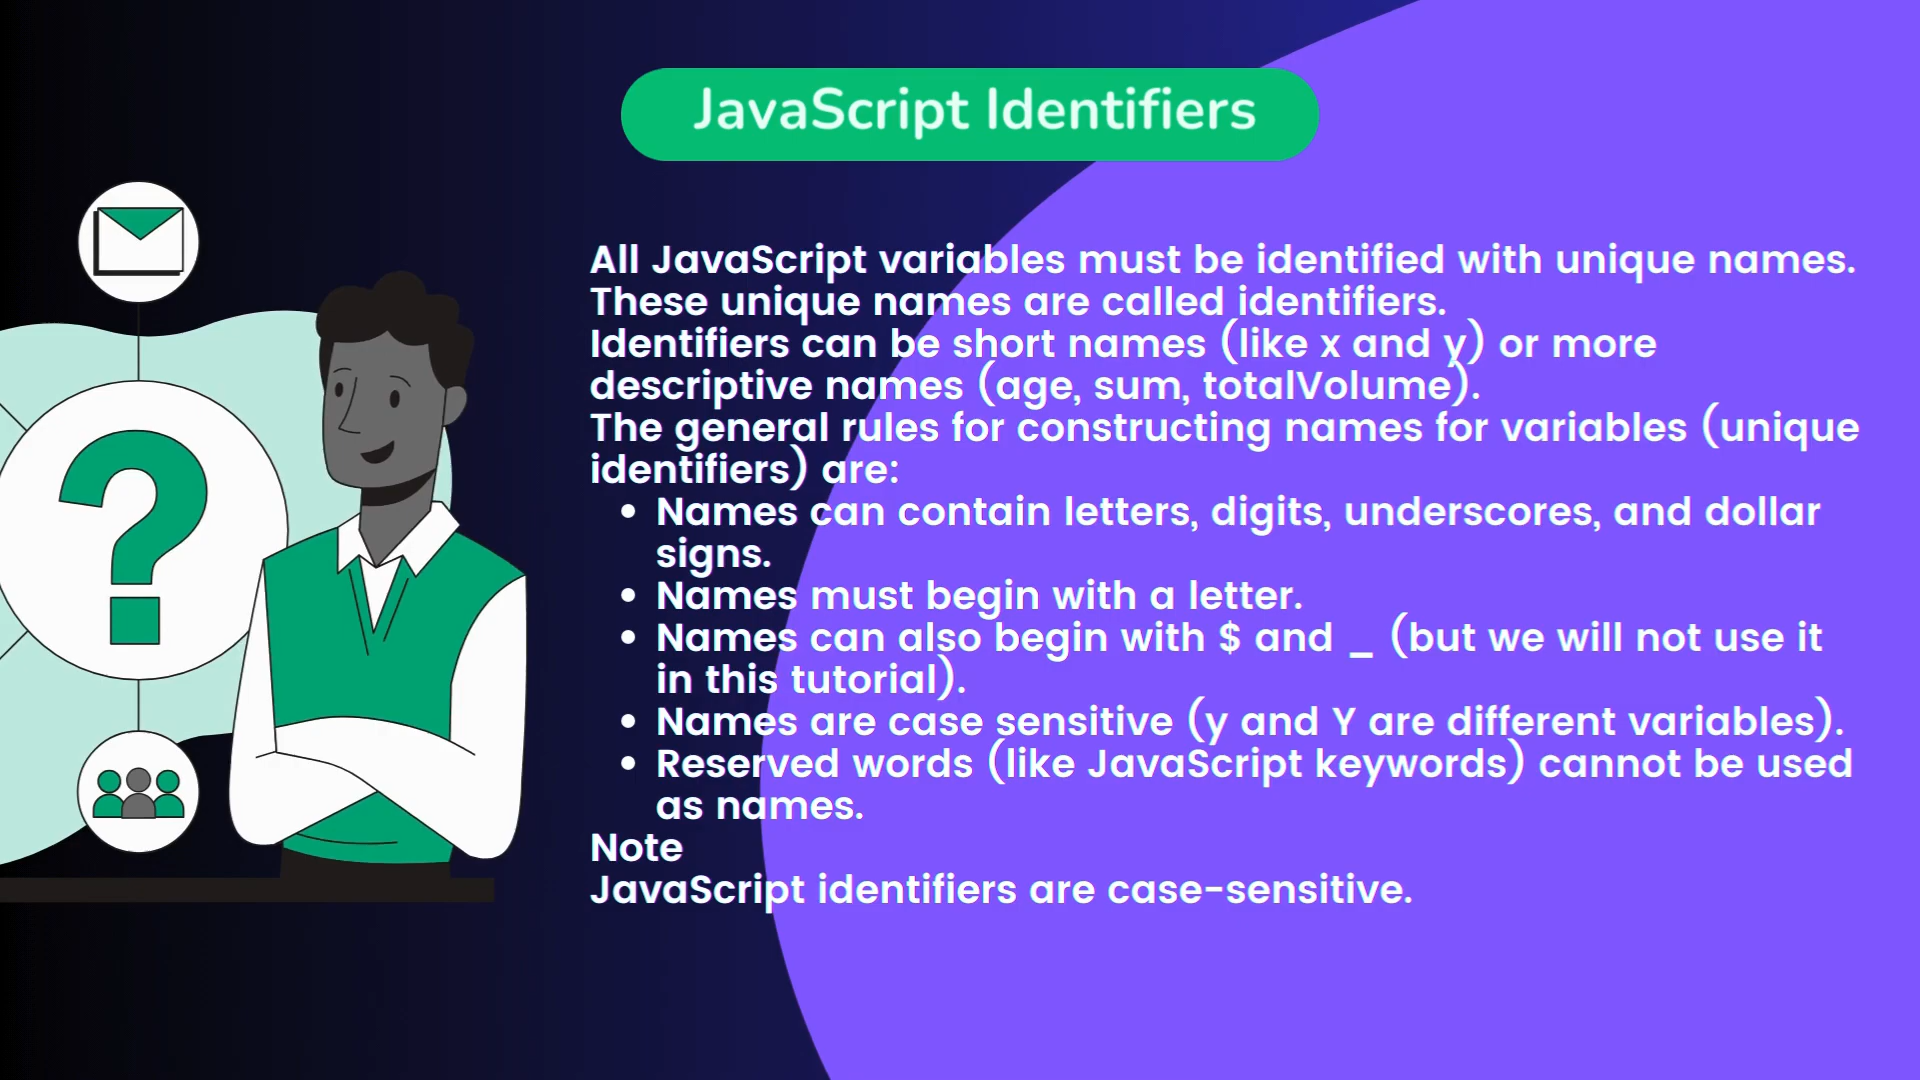 JavaScript Identifiers
All JavaScript variables must be identified with unique names.
These unique names are called identifiers.
Identifiers can be short names (like x and y) or more
descriptive names (age, sum, totalVolume).
The general rules for constructing names for variables (unique
identifiers) are:
• Names can contain letters, digits, underscores, and dollar
signs.
• Names must begin with a letter.
• Names can also begin with $ and _ (but we will not use it
in this tutorial).
• Names are case sensitive (y and Y are different variables).
• Reserved words (like JavaScript keywords) cannot be used
as names.
Note
JavaScript identifiers are case-sensitive.